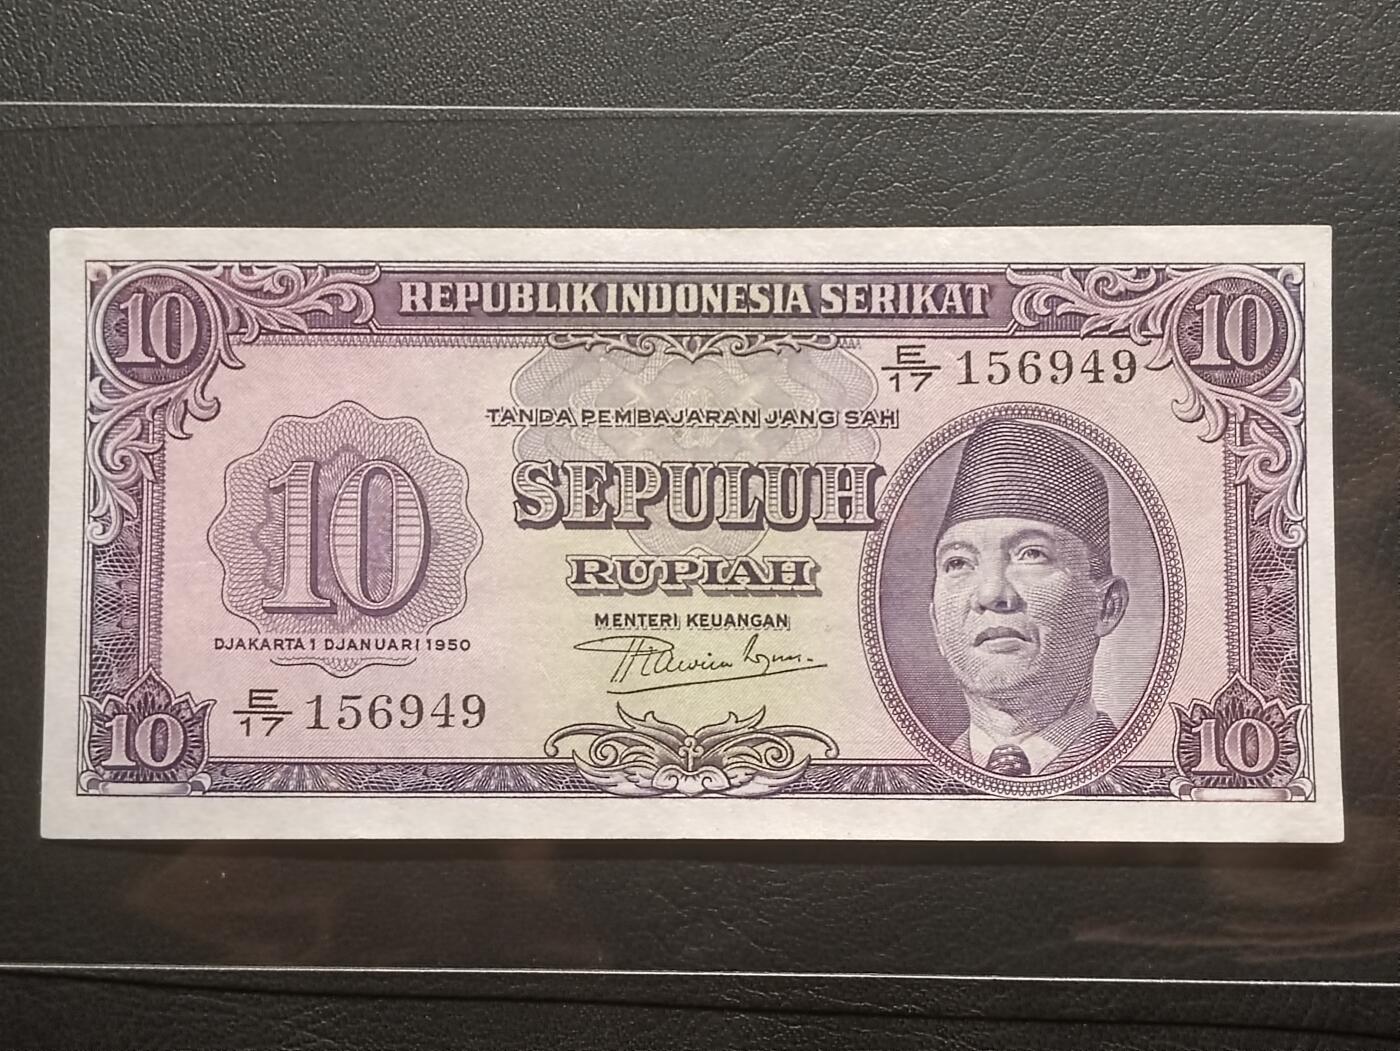 10 REPUBLIK INDONESIA SERIKAT 10
E/17 156949
TANDA PEMBAJARAN JANG SAH
10
SEPULUH
RUPIAH
MENTERI KEUANGAN
DJAKARTA 1 DJANUARI 1950
E/17 156949
10 10